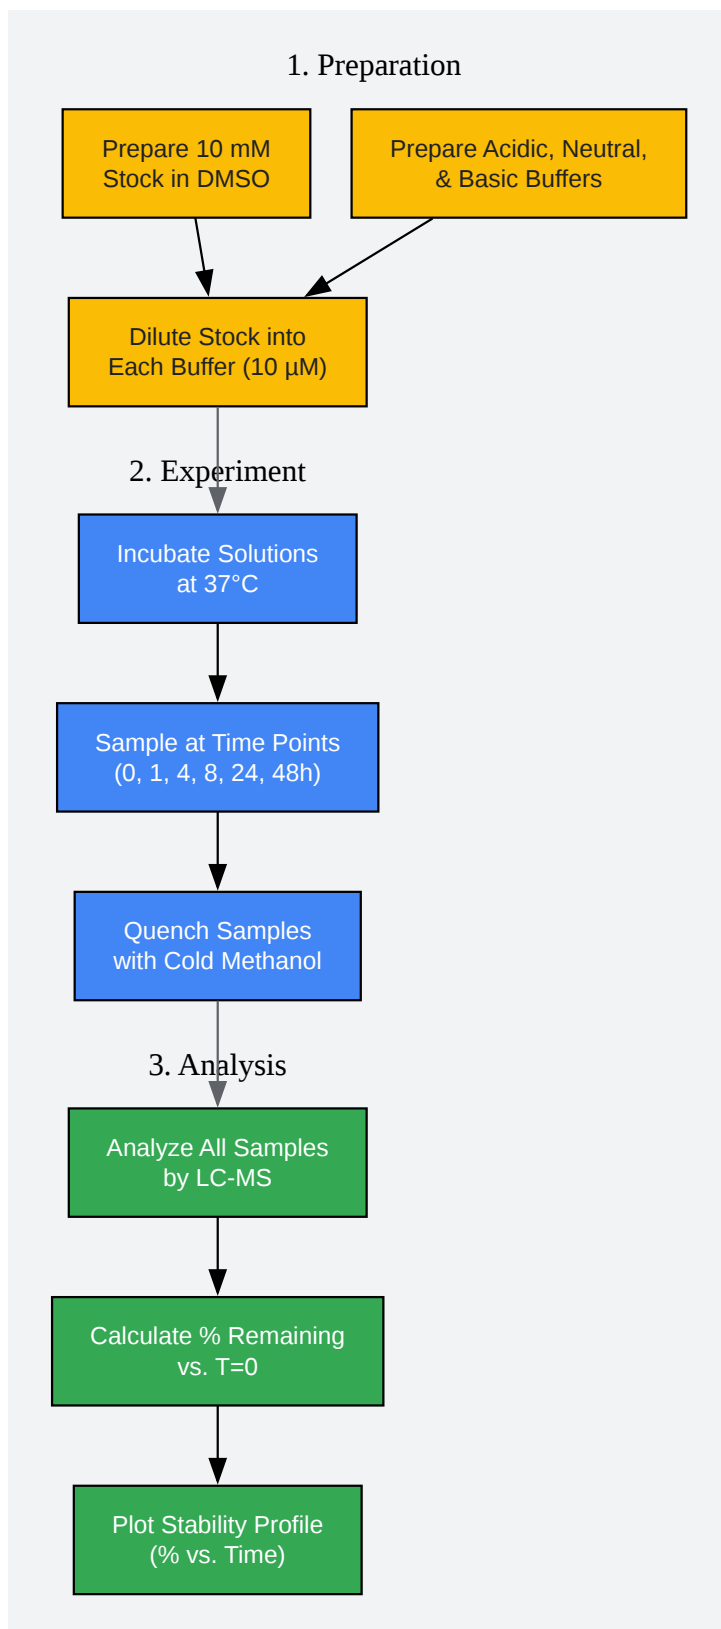 1. Preparation
Prepare 10 mM
Stock in DMSO
Prepare Acidic, Neutral,
& Basic Buffers
Dilute Stock into
Each Buffer (10 µM)
2. Experiment
Incubate Solutions
at 37°C
Sample at Time Points
(0, 1, 4, 8, 24, 48h)
Quench Samples
with Cold Methanol
3. Analysis
Analyze All Samples
by LC-MS
Calculate % Remaining
vs. T=0
Plot Stability Profile
(% vs. Time)